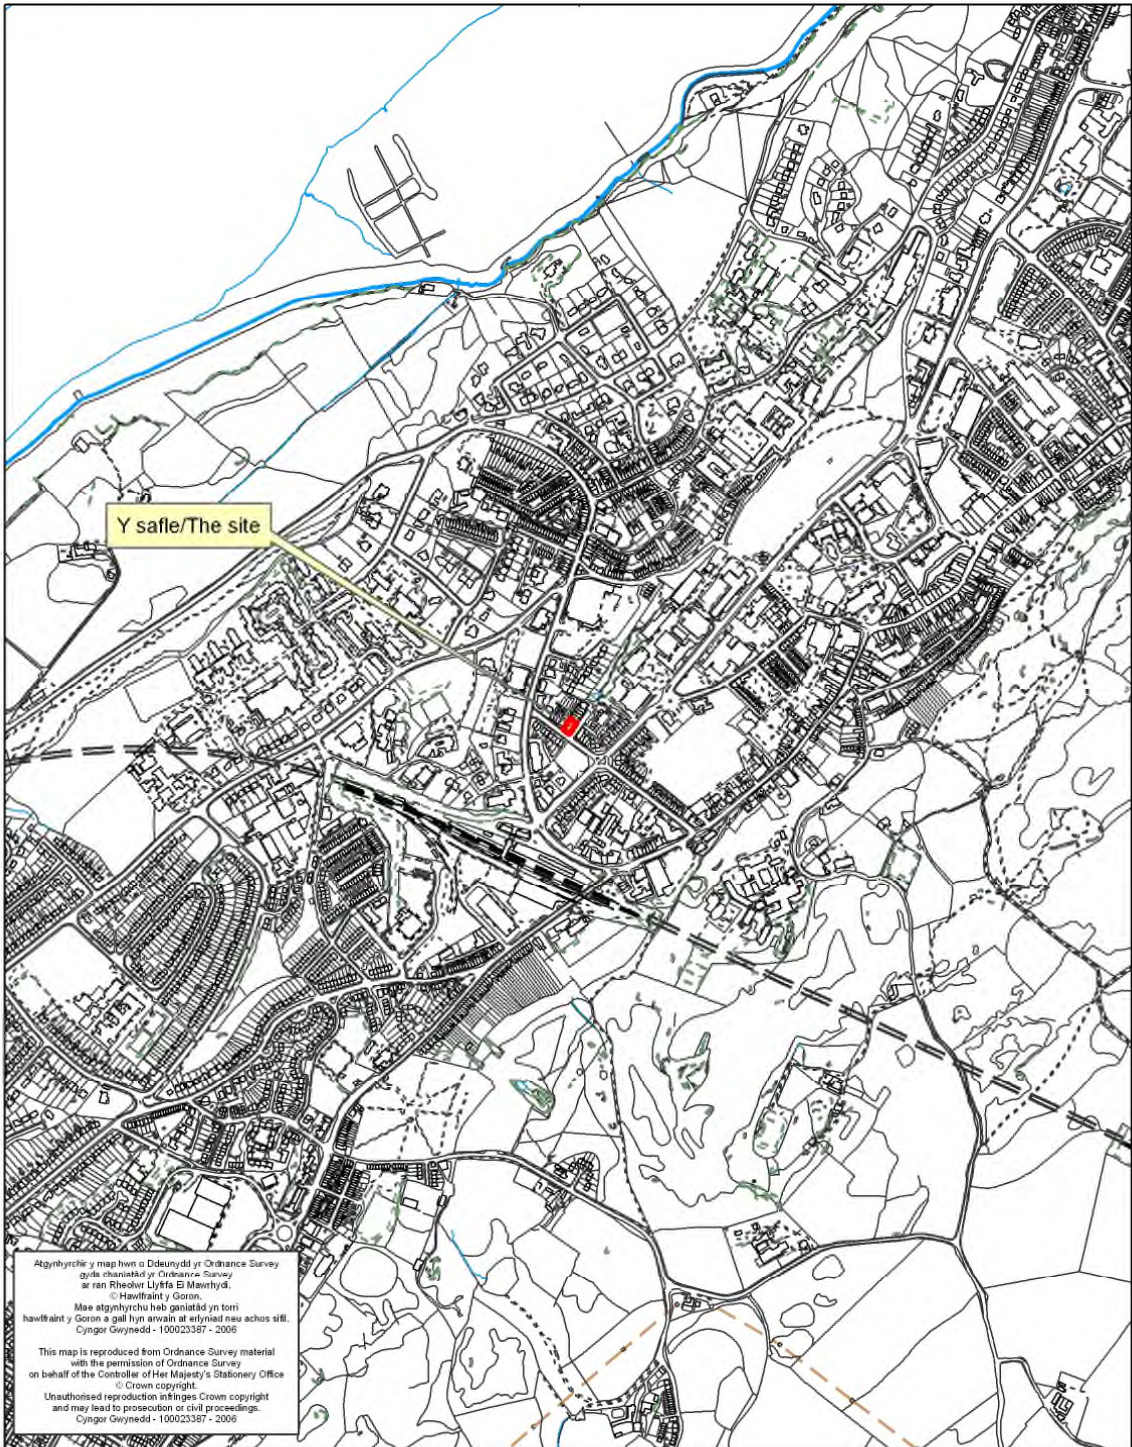 Y safle/The site
Atgynhyrchir y map hwn o Ddeunydd yr Ordnance Survey
gyda chaniatâd yr Ordnance Survey
ar ran Rheolwr Llyfrfa Ei Mawrhydi.
© Hawlfraint y Goron.
Mae atgynhyrchu heb ganiatâd yn torri
hawlfraint y Goron a gall hyn arwain at erlyniad neu achos sifil.
Cyngor Gwynedd - 100023387 - 2006
This map is reproduced from Ordnance Survey material
with the permission of Ordnance Survey
on behalf of the Controller of Her Majesty's Stationery Office
© Crown copyright.
Unauthorised reproduction infringes Crown copyright
and may lead to prosecution or civil proceedings.
Cyngor Gwynedd - 100023387 - 2006